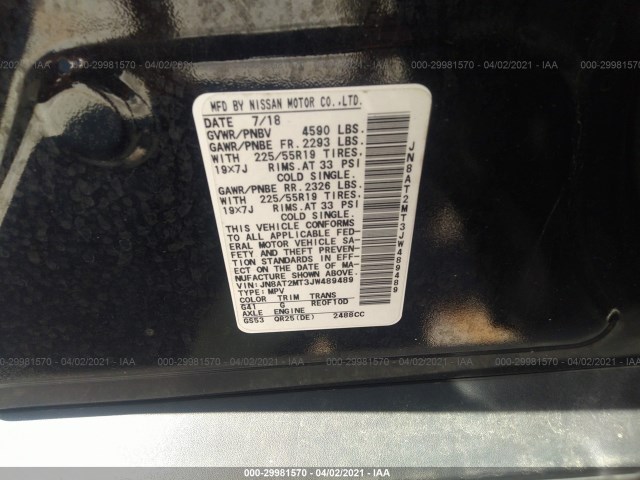 000-29981570 - 04/02/2021 - IAA
MFD BY NISSAN MOTOR CO.,LTD.
DATE 7/18
GVWR/PNBV 4590 LBS.
GAWR/PNBE FR. 2293 LBS.
WITH 225/55R19 TIRES.
19X7J RIMS.AT 33 PSI
COLD SINGLE.
GAWR/PNBE RR. 2326 LBS.
WITH 225/55R19 TIRES.
19X7J RIMS.AT 33 PSI
COLD SINGLE.
THIS VEHICLE CONFORMS
TO ALL APPLICABLE FED-
ERAL MOTOR VEHICLE SA-
FETY AND THEFT PREVEN-
TION STANDARDS IN EFF-
ECT ON THE DATE OF MA-
NUFACTURE SHOWN ABOVE.
VIN:JN8AT2MT3JW489489
TYPE: MPV
COLOR TRIM TRANS
G41 G RE0F10D
AXLE ENGINE
GS53 QR25(DE) 2488CC
JN8AT2MT3JW489489
000-29981570 - 04/02/2021 - IAA
000-29981570 - 04/02/2021 - IAA